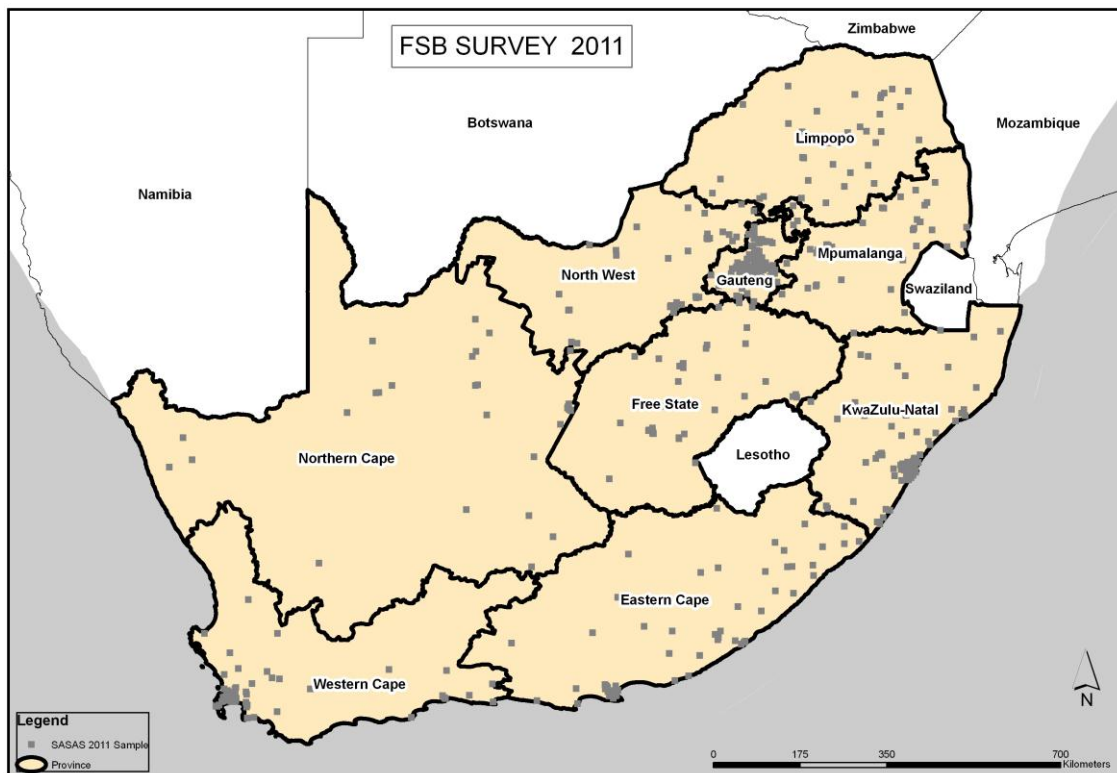 FSB SURVEY 2011
Zimbabwe
Botswana
Mozambique
Limpopo
Namibia
North West
Mpumalanga
Gauteng
Swaziland
Free State
KwaZulu-Natal
Northern Cape
Lesotho
Eastern Cape
Western Cape
N
Legend
SASAS 2011 Sample
Province
0 175 350 700
Kilometers